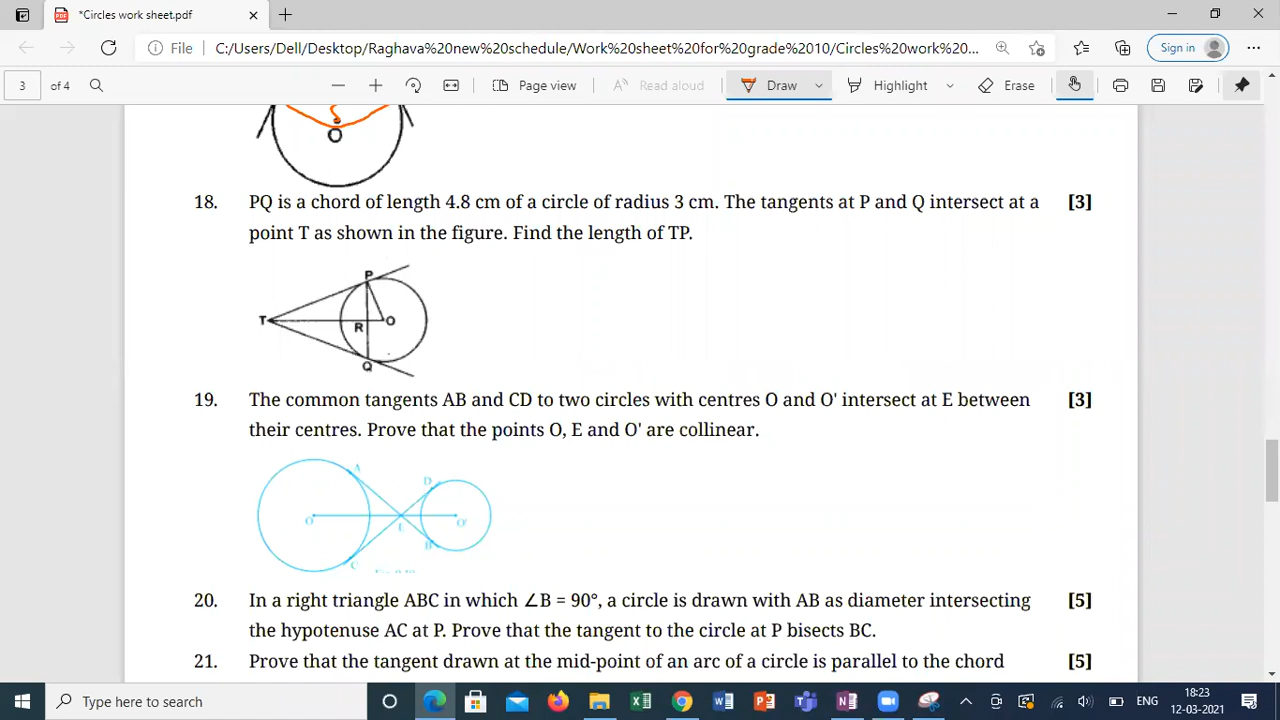 *Circles work sheet.pdf
File
C:/Users/Dell/Desktop/Raghava%20new%20schedule/Work%20sheet%20for%20grade%2010/Circles%20work%20...
Sign in
3 of 4
Page view
Read aloud
Draw
Highlight
Erase
O
18. PQ is a chord of length 4.8 cm of a circle of radius 3 cm. The tangents at P and Q intersect at a [3]
point T as shown in the figure. Find the length of TP.
P
T R O
Q
19. The common tangents AB and CD to two circles with centres O and O' intersect at E between [3]
their centres. Prove that the points O, E and O' are collinear.
A
D
O E O'
B
C
20. In a right triangle ABC in which ∠B = 90°, a circle is drawn with AB as diameter intersecting [5]
the hypotenuse AC at P. Prove that the tangent to the circle at P bisects BC.
21. Prove that the tangent drawn at the mid-point of an arc of a circle is parallel to the chord [5]
Type here to search
ENG
18:23
12-03-2021